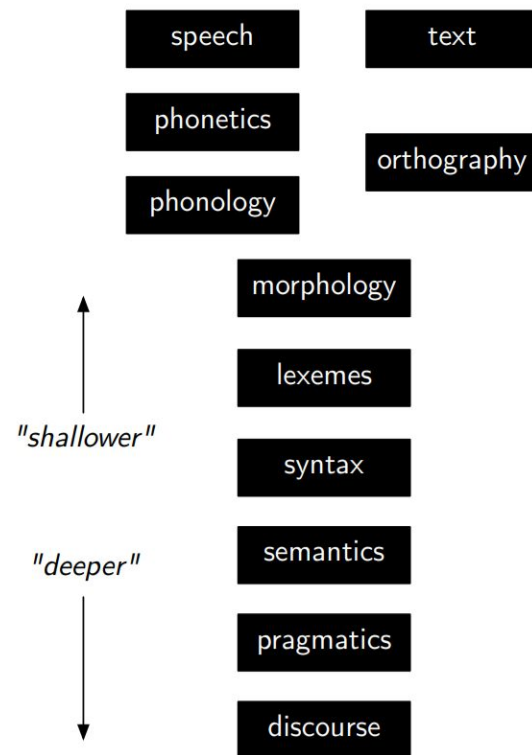 speech
text
phonetics
orthography
phonology
morphology
lexemes
"shallower"
syntax
semantics
"deeper"
pragmatics
discourse